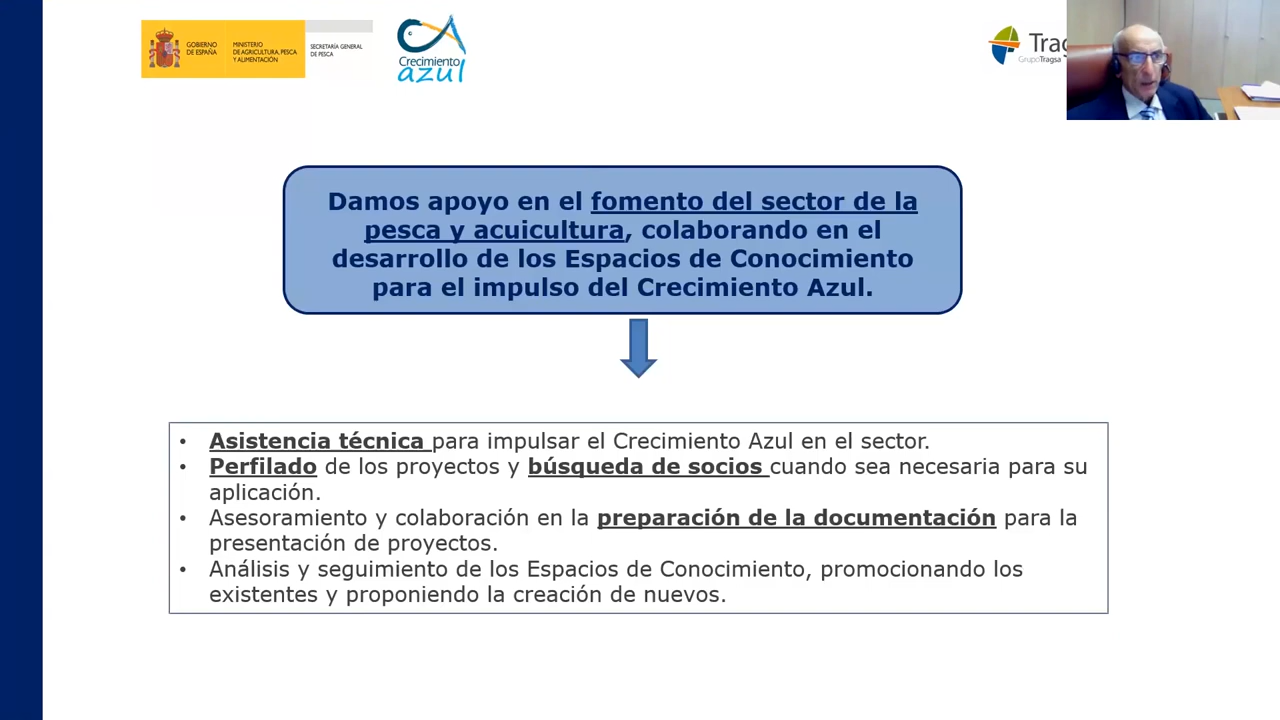 GOBIERNO
DE ESPAÑA
MINISTERIO
DE AGRICULTURA, PESCA
Y ALIMENTACIÓN
SECRETARÍA GENERAL
DE PESCA
Crecimiento
azul
GrupoTragsa
Damos apoyo en el fomento del sector de la
pesca y acuicultura, colaborando en el
desarrollo de los Espacios de Conocimiento
para el impulso del Crecimiento Azul.
• Asistencia técnica para impulsar el Crecimiento Azul en el sector.
• Perfilado de los proyectos y búsqueda de socios cuando sea necesaria para su
aplicación.
• Asesoramiento y colaboración en la preparación de la documentación para la
presentación de proyectos.
• Análisis y seguimiento de los Espacios de Conocimiento, promocionando los
existentes y proponiendo la creación de nuevos.